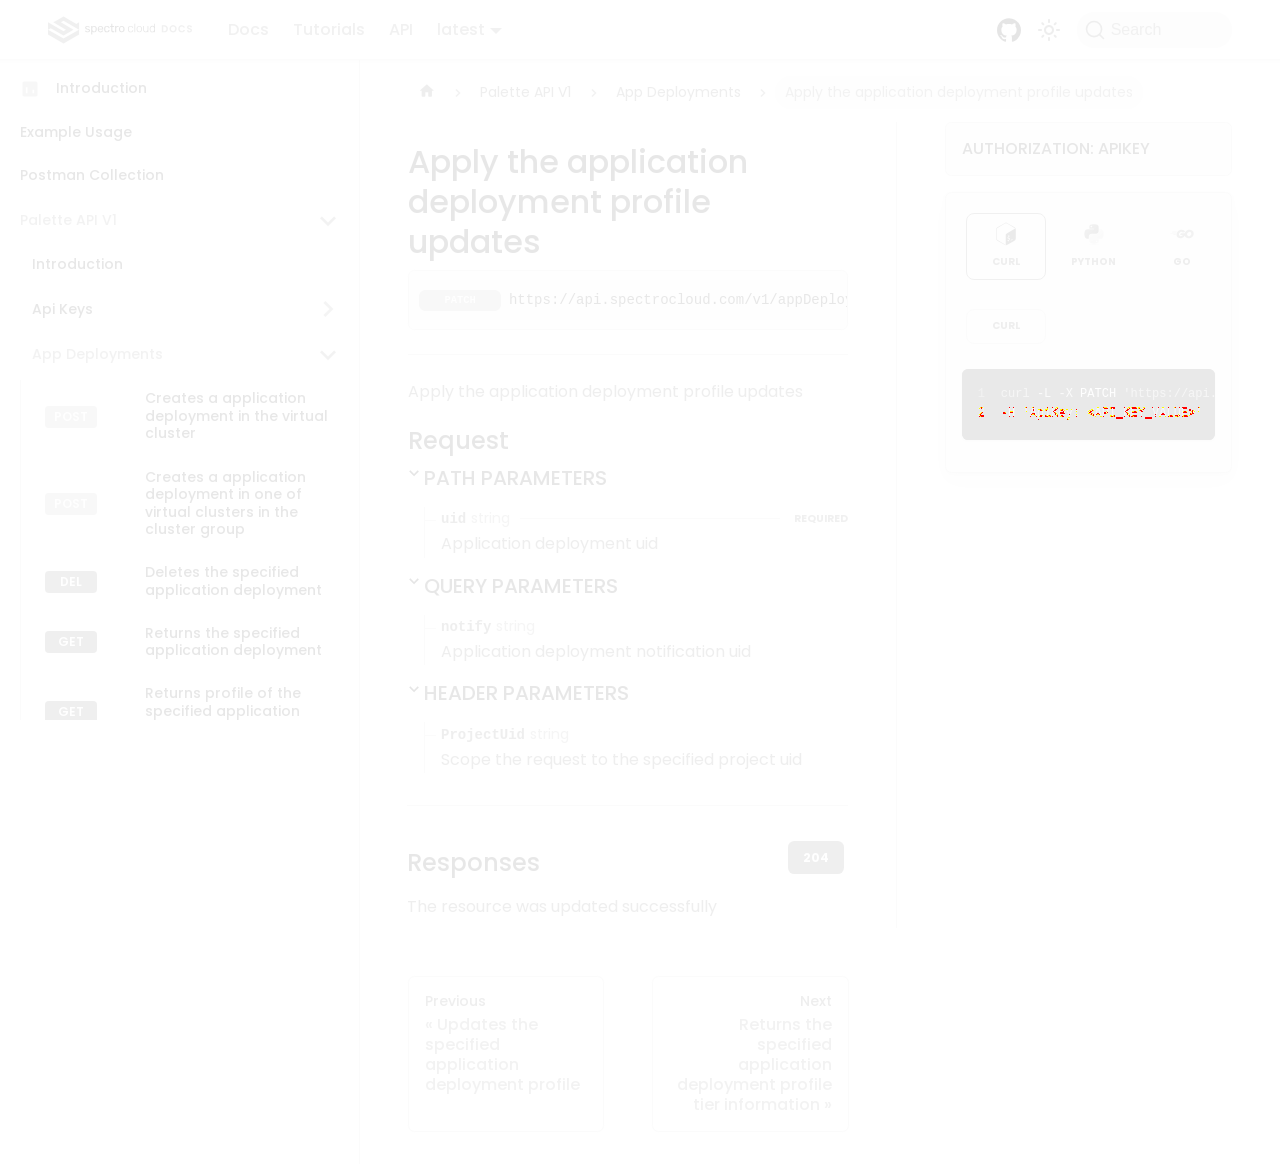 spectro cloud DOCS
Docs
Tutorials
API
latest
Search
Introduction
Example Usage
Postman Collection
Palette API V1
Introduction
Api Keys
App Deployments
POST
Creates a application
deployment in the virtual
cluster
POST
Creates a application
deployment in one of
virtual clusters in the
cluster group
DEL
Deletes the specified
application deployment
GET
Returns the specified
application deployment
GET
Returns profile of the
specified application
Palette API V1
App Deployments
Apply the application deployment profile updates
Apply the application
deployment profile
updates
PATCH
https://api.spectrocloud.com/v1/appDeploy
Apply the application deployment profile updates
Request
PATH PARAMETERS
uid string
REQUIRED
Application deployment uid
QUERY PARAMETERS
notify string
Application deployment notification uid
HEADER PARAMETERS
ProjectUid string
Scope the request to the specified project uid
Responses
204
The resource was updated successfully
Previous
« Updates the
specified
application
deployment profile
Next
Returns the
specified
application
deployment profile
tier information »
AUTHORIZATION: APIKEY
CURL
PYTHON
GO
GO
CURL
1 curl -L -X PATCH 'https://api.
2 -H 'ApiKey: <API_KEY_VALUE>'